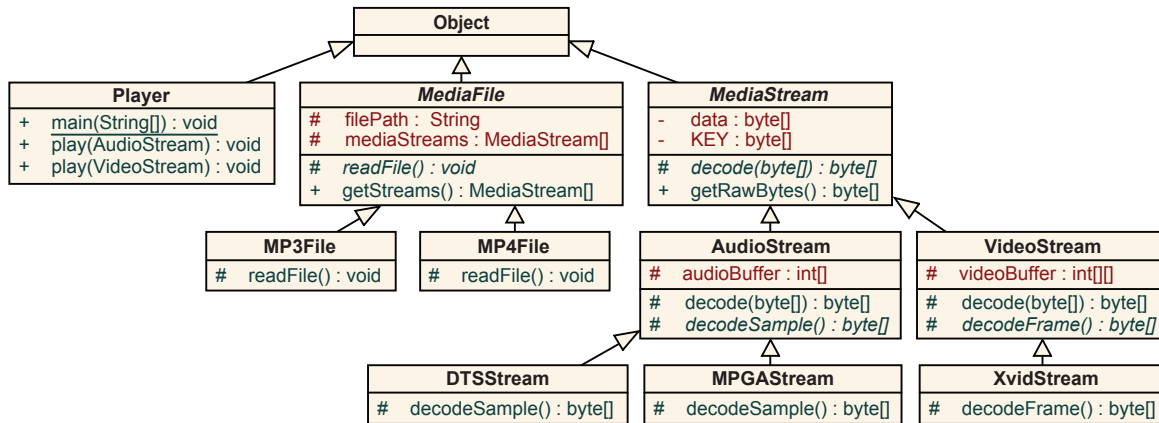 Object
Player
+ main(String[]) : void
+ play(AudioStream) : void
+ play(VideoStream) : void
MediaFile
# filePath : String
# mediaStreams : MediaStream[]
# readFile() : void
+ getStreams() : MediaStream[]
MediaStream
- data : byte[]
- KEY : byte[]
# decode(byte[]) : byte[]
+ getRawBytes() : byte[]
MP3File
# readFile() : void
MP4File
# readFile() : void
AudioStream
# audioBuffer : int[]
# decode(byte[]) : byte[]
# decodeSample() : byte[]
VideoStream
# videoBuffer : int[][]
# decode(byte[]) : byte[]
# decodeFrame() : byte[]
DTSStream
# decodeSample() : byte[]
MPGAStream
# decodeSample() : byte[]
XvidStream
# decodeFrame() : byte[]